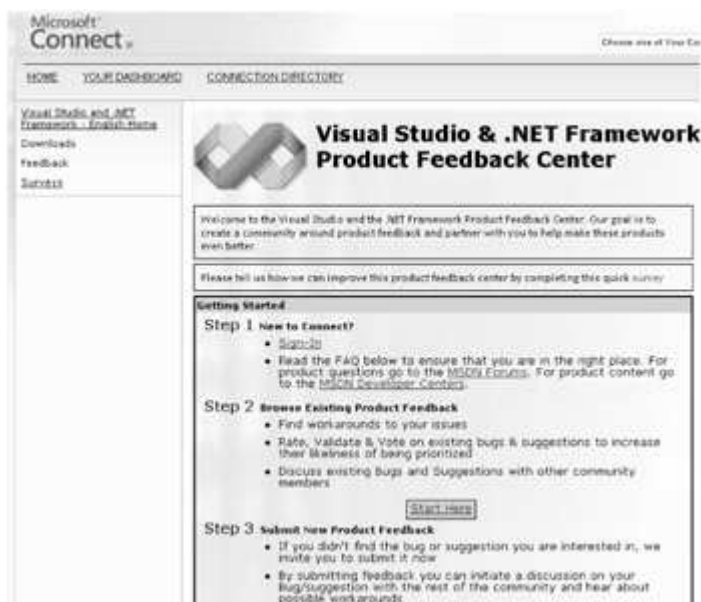 Microsoft
Connect
Choose one of Your
HOME YOUR DASHBOARD CONNECTION DIRECTORY
Visual Studio and .NET
Framework - English Home
Downloads
Feedback
Surveys
Visual Studio & .NET Framework
Product Feedback Center
Welcome to the Visual Studio and the .NET Framework Product Feedback Center. Our goal is to
create a community around product feedback and partner with you to help make these products
even better.
Please tell us how we can improve this product feedback center by completing this quick survey
Getting Started
Step 1 New to Connect?
• Sign-In
• Read the FAQ below to ensure that you are in the right place. For
product questions go to the MSDN Forums. For product content go
to the MSDN Developer Centers.
Step 2 Browse Existing Product Feedback
• Find workarounds to your issues
• Rate, Validate & Vote on existing bugs & suggestions to increase
their likeliness of being prioritized
• Discuss existing Bugs and Suggestions with other community
members
Start Here
Step 3 Submit New Product Feedback
• If you didn't find the bug or suggestion you are interested in, we
invite you to submit it now
• By submitting feedback you can initiate a discussion on your
Bug/suggestion with the rest of the community and hear about
possible workarounds